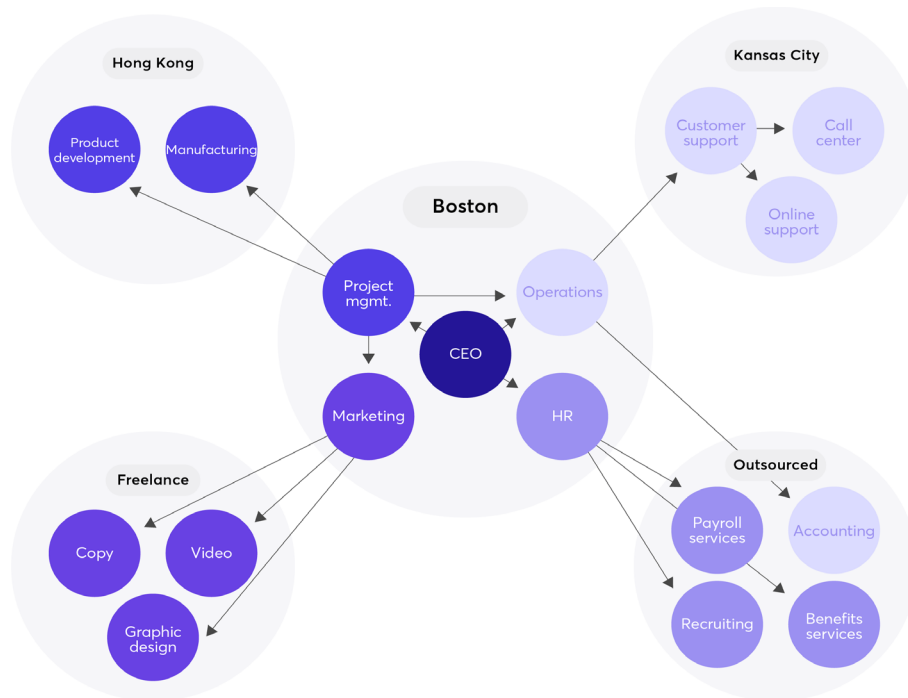 Hong Kong
Product
development
Manufacturing
Kansas City
Customer
support
Call
center
Online
support
Boston
Project
mgmt.
Operations
CEO
Marketing
HR
Freelance
Copy
Video
Graphic
design
Outsourced
Payroll
services
Accounting
Recruiting
Benefits
services